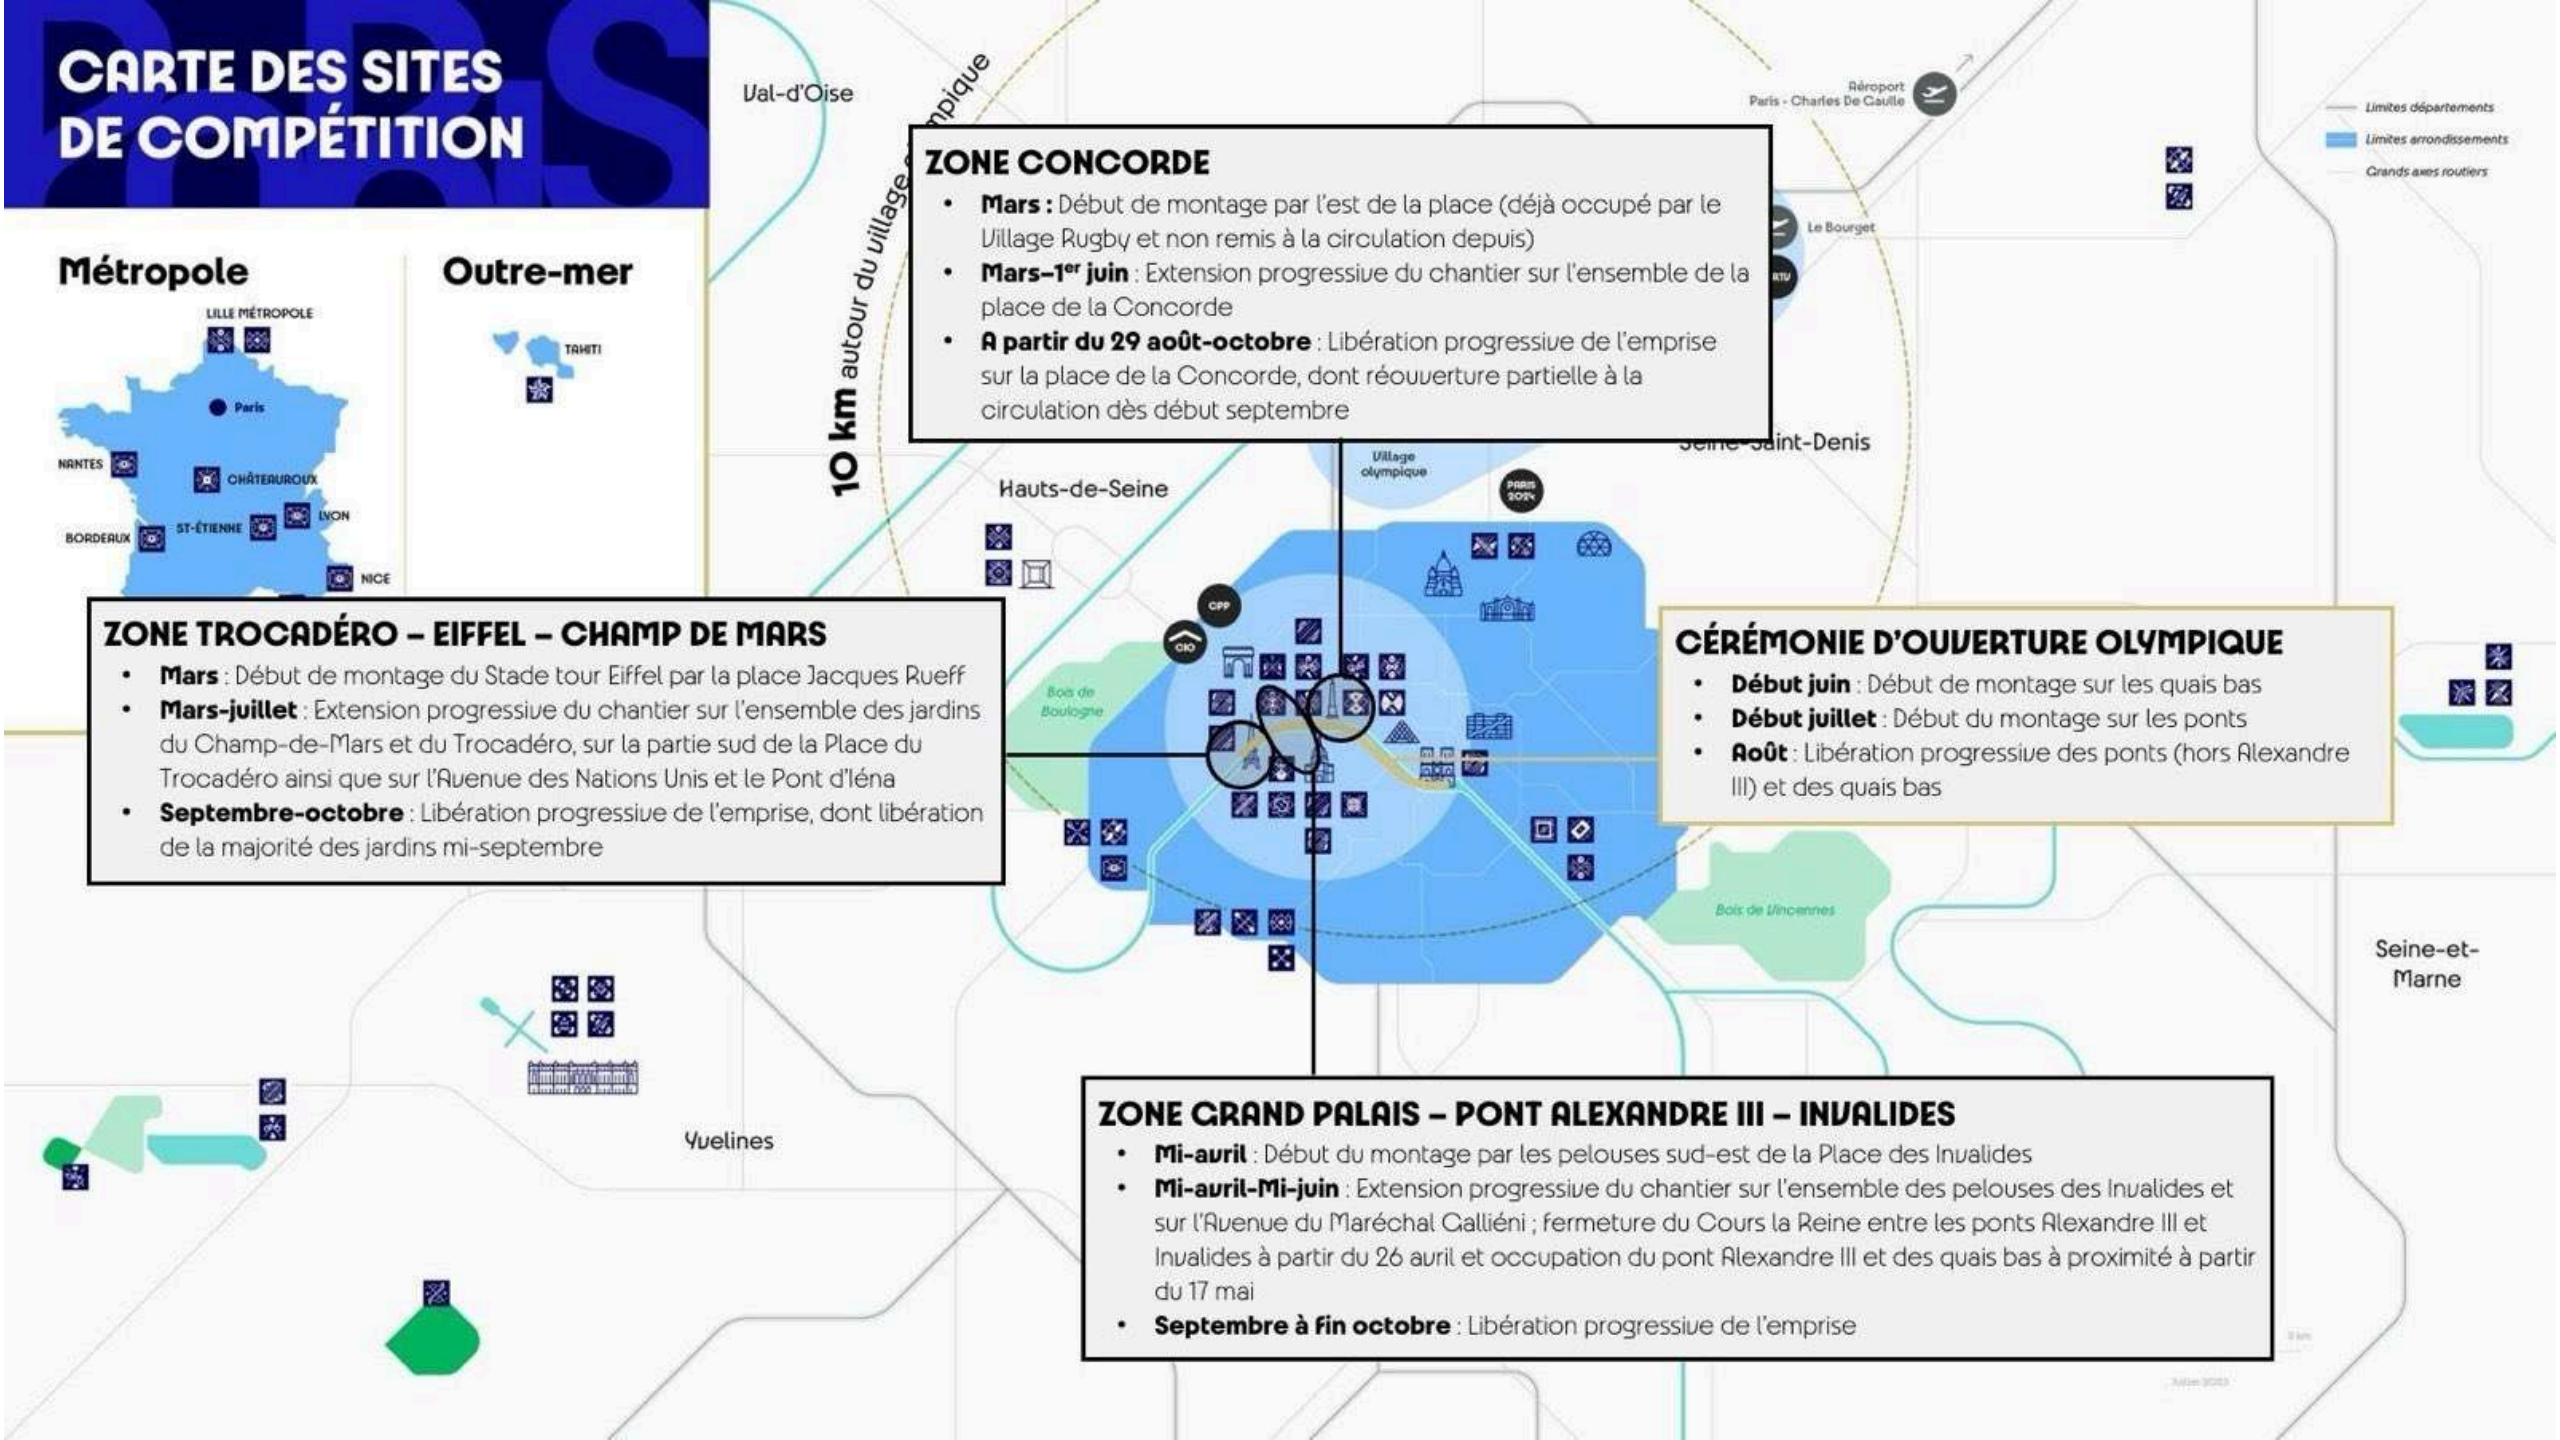 CARTE DES SITES
DE COMPÉTITION
Métropole
Outre-mer
LILLE MÉTROPOLE
TAHITI
Paris
NANTES
CHÂTEAUROUX
LYON
ST-ÉTIENNE
BORDEAUX
NICE
Val-d'Oise
10 km autour du village
mpique
Aéroport
Paris - Charles De Gaulle
Limites départements
Limites arrondissements
Grands axes routiers
Le Bourget
ZONE CONCORDE
• Mars : Début de montage par l'est de la place (déjà occupé par le
Village Rugby et non remis à la circulation depuis)
• Mars–1er juin : Extension progressive du chantier sur l'ensemble de la
place de la Concorde
• A partir du 29 août-octobre : Libération progressive de l'emprise
sur la place de la Concorde, dont réouverture partielle à la
circulation dès début septembre
Seine-Saint-Denis
Village
olympique
PARIS
2024
Hauts-de-Seine
CPP
CIO
Bois de
Boulogne
ZONE TROCADÉRO – EIFFEL – CHAMP DE MARS
• Mars : Début de montage du Stade tour Eiffel par la place Jacques Rueff
• Mars-juillet : Extension progressive du chantier sur l'ensemble des jardins
du Champ-de-Mars et du Trocadéro, sur la partie sud de la Place du
Trocadéro ainsi que sur l'Avenue des Nations Unis et le Pont d'Iéna
• Septembre-octobre : Libération progressive de l'emprise, dont libération
de la majorité des jardins mi-septembre
CÉRÉMONIE D'OUVERTURE OLYMPIQUE
• Début juin : Début de montage sur les quais bas
• Début juillet : Début du montage sur les ponts
• Août : Libération progressive des ponts (hors Alexandre
III) et des quais bas
Bois de Vincennes
Seine-et-
Marne
Yvelines
ZONE GRAND PALAIS – PONT ALEXANDRE III – INVALIDES
• Mi-avril : Début du montage par les pelouses sud-est de la Place des Invalides
• Mi-avril-Mi-juin : Extension progressive du chantier sur l'ensemble des pelouses des Invalides et
sur l'Avenue du Maréchal Galliéni ; fermeture du Cours la Reine entre les ponts Alexandre III et
Invalides à partir du 26 avril et occupation du pont Alexandre III et des quais bas à proximité à partir
du 17 mai
• Septembre à fin octobre : Libération progressive de l'emprise